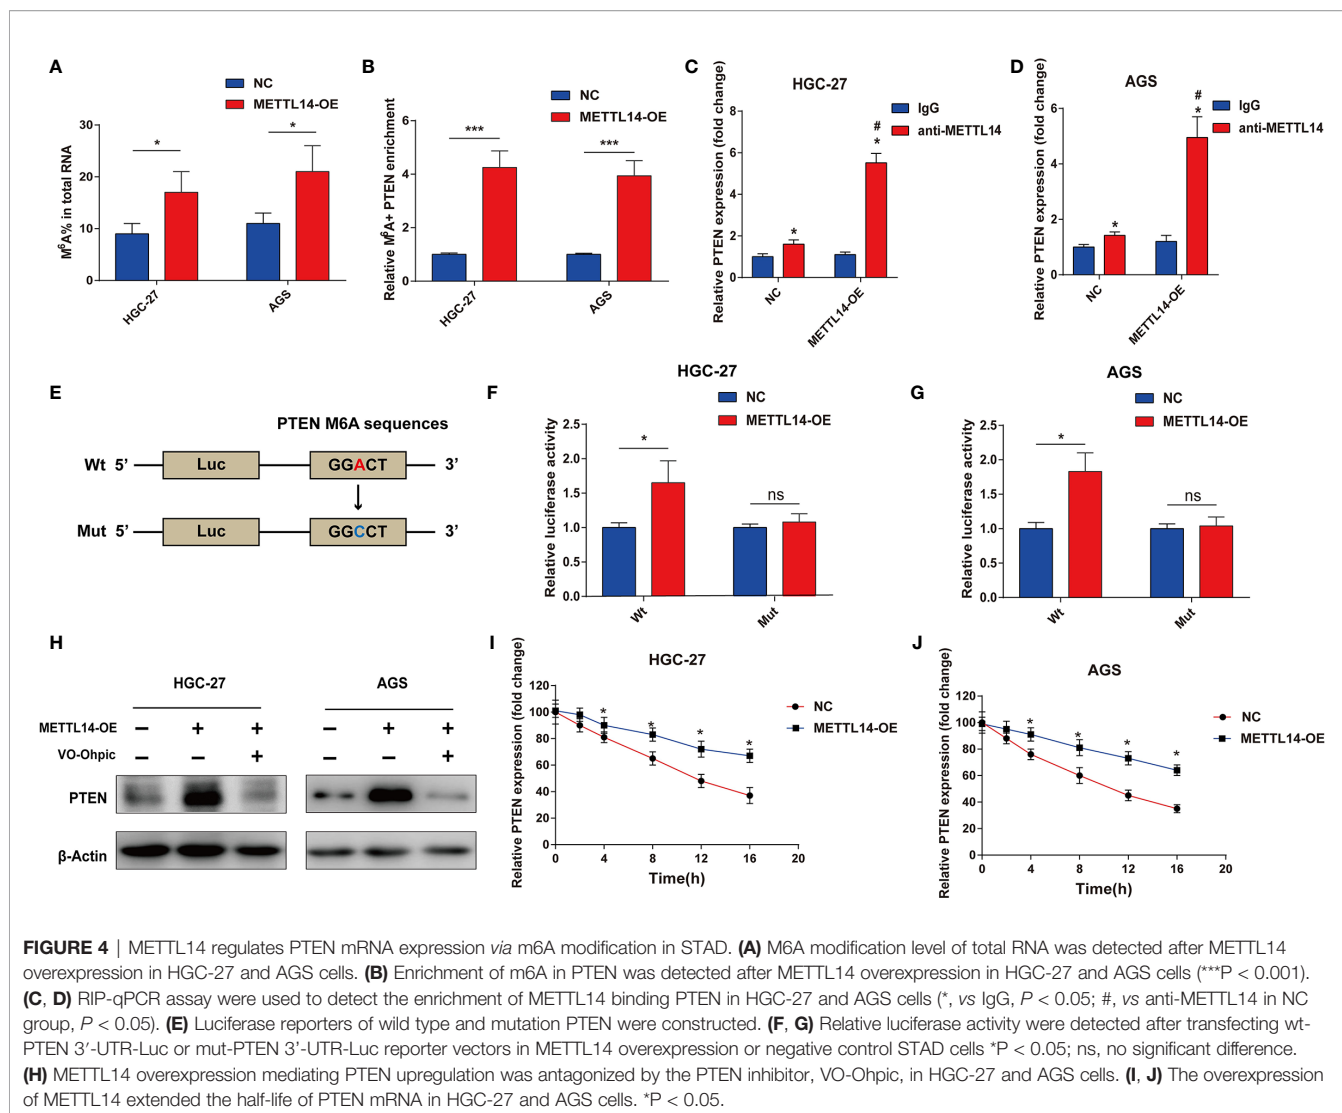 A
NC
METTL14-OE
M6A% in total RNA
30
20
10
0
*
*
HGC-27
AGS
B
NC
METTL14-OE
Relative M6A+ PTEN enrichment
6
4
2
0
***
***
HGC-27
AGS
C
HGC-27
IgG
anti-METTL14
Relative PTEN expression (fold change)
8
6
4
2
0
*
#
*
NC
METTL14-OE
D
AGS
IgG
anti-METTL14
Relative PTEN expression (fold change)
6
4
2
0
*
#
*
NC
METTL14-OE
E
PTEN M6A sequences
Wt 5’ Luc GGACT 3’
Mut 5’ Luc GGCCT 3’
F
HGC-27
NC
METTL14-OE
Relative luciferase activity
2.5
2.0
1.5
1.0
0.5
0.0
*
ns
Wt
Mut
G
AGS
NC
METTL14-OE
Relative luciferase activity
2.5
2.0
1.5
1.0
0.5
0.0
*
ns
Wt
Mut
H
HGC-27 AGS
METTL14-OE – + + – + +
VO-Ohpic – – + – – +
PTEN
β-Actin
I
HGC-27
NC
METTL14-OE
Relative PTEN expression (fold change)
120
100
80
60
40
20
0
* * * *
0 4 8 12 16 20
Time(h)
J
AGS
NC
METTL14-OE
Relative PTEN expression (fold change)
120
100
80
60
40
20
0
* * * *
0 4 8 12 16 20
Time(h)
FIGURE 4 | METTL14 regulates PTEN mRNA expression via m6A modification in STAD. (A) M6A modification level of total RNA was detected after METTL14
overexpression in HGC-27 and AGS cells. (B) Enrichment of m6A in PTEN was detected after METTL14 overexpression in HGC-27 and AGS cells (***P < 0.001).
(C, D) RIP-qPCR assay were used to detect the enrichment of METTL14 binding PTEN in HGC-27 and AGS cells (*, vs IgG, P < 0.05; #, vs anti-METTL14 in NC
group, P < 0.05). (E) Luciferase reporters of wild type and mutation PTEN were constructed. (F, G) Relative luciferase activity were detected after transfecting wt-
PTEN 3′-UTR-Luc or mut-PTEN 3’-UTR-Luc reporter vectors in METTL14 overexpression or negative control STAD cells *P < 0.05; ns, no significant difference.
(H) METTL14 overexpression mediating PTEN upregulation was antagonized by the PTEN inhibitor, VO-Ohpic, in HGC-27 and AGS cells. (I, J) The overexpression
of METTL14 extended the half-life of PTEN mRNA in HGC-27 and AGS cells. *P < 0.05.